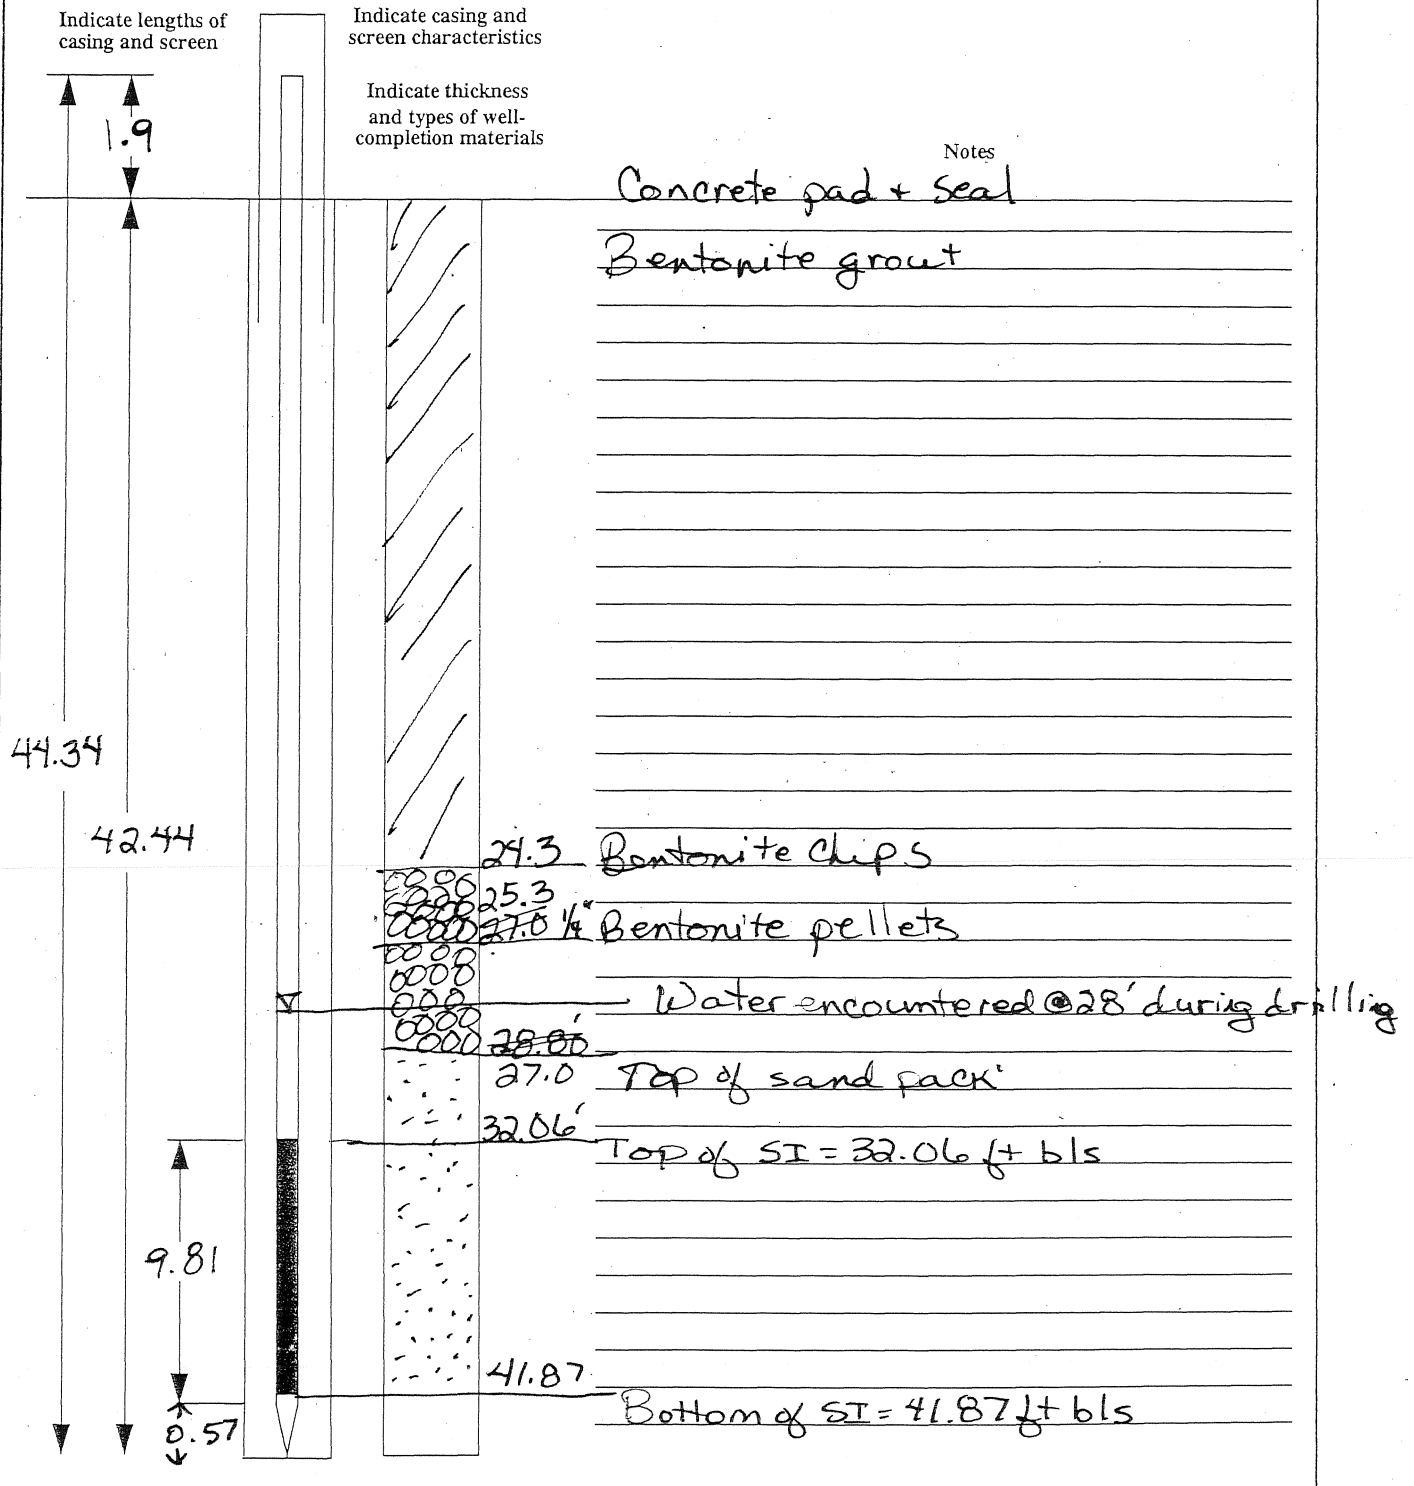 Indicate lengths of
casing and screen
Indicate casing and
screen characteristics
Indicate thickness
and types of well-
completion materials
Notes
1.9
Concrete pad + seal
Bentonite grout
44.34
42.44
24.3 Bentonite chips
25.3
27.0 1/4" Bentonite pellets
Water encountered @ 28' during drilling
28.80'
27.0 Top of sand pack
32.06'
Top of SI = 32.06 ft bls
9.81
41.87
Bottom of SI = 41.87 ft bls
0.57